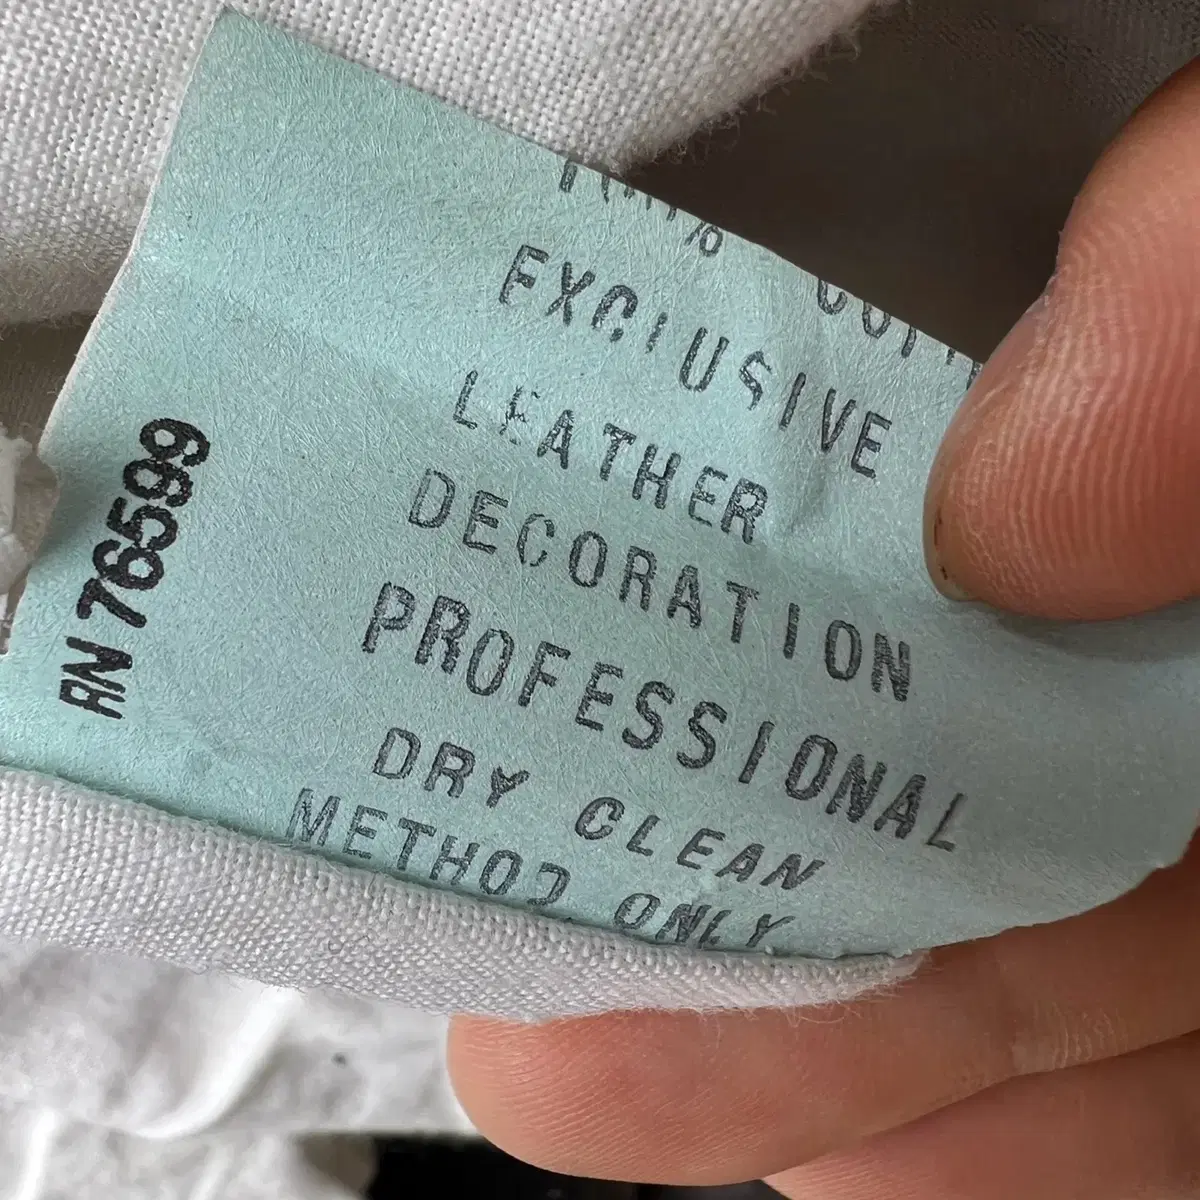 EXCLUSIVE
LEATHER
DECORATION
PROFESSIONAL
DRY CLEAN
METHOD ONLY
RN 76599